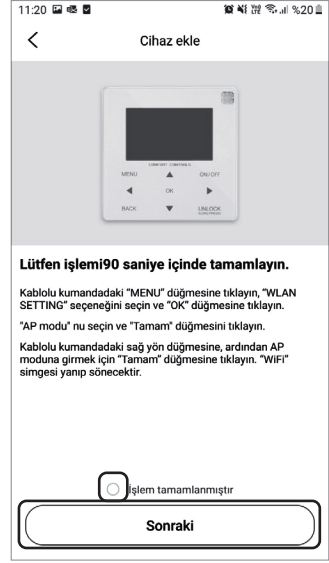 11:20 %20
Cihaz ekle
COMFORT CONTROLS
MENU ON/OFF
OK
BACK UNLOCK
Lütfen işlemi90 saniye içinde tamamlayın.
Kablolu kumandadaki “MENU” düğmesine tıklayın, “WLAN
SETTING” seçeneğini seçin ve “OK” düğmesine tıklayın.
"AP modu" nu seçin ve "Tamam" düğmesini tıklayın.
Kablolu kumandadaki sağ yön düğmesine, ardından AP
moduna girmek için “Tamam” düğmesine tıklayın. “WiFi”
simgesi yanıp sönecektir.
İşlem tamamlanmıştır
Sonraki